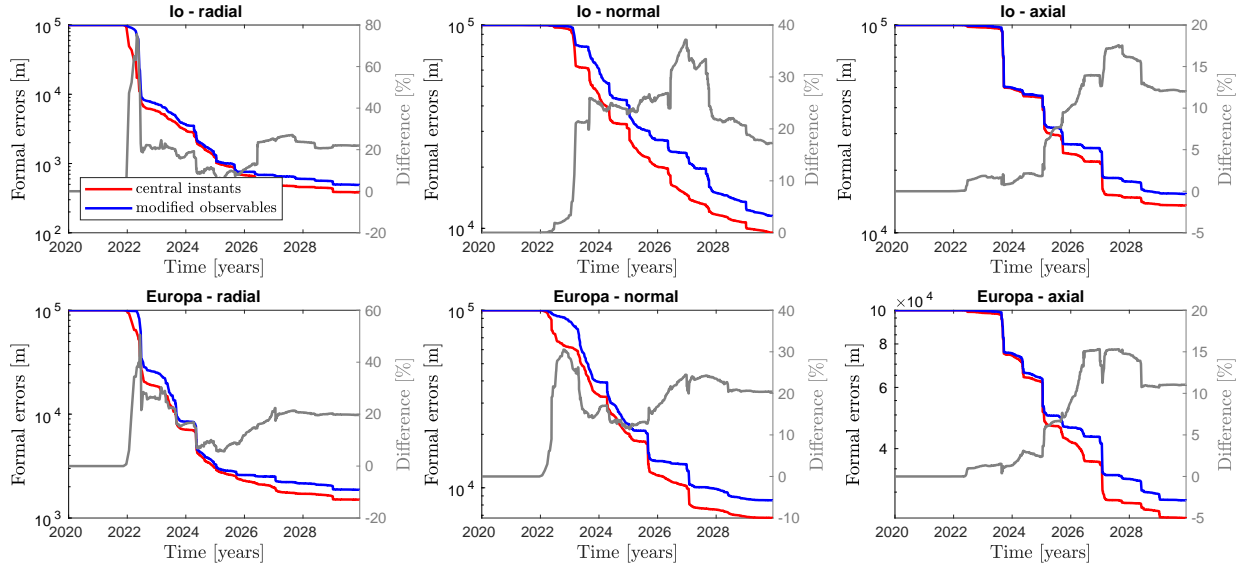 Io - radial
Formal errors [m]
10^5
10^4
10^3
10^2
80
60
40
20
0
-20
Difference [%]
central instants
modified observables
2020 2022 2024 2026 2028
Time [years]
Io - normal
Formal errors [m]
10^5
10^4
40
30
20
10
0
Difference [%]
2020 2022 2024 2026 2028
Time [years]
Io - axial
Formal errors [m]
10^5
10^4
20
15
10
5
0
-5
Difference [%]
2020 2022 2024 2026 2028
Time [years]
Europa - radial
Formal errors [m]
10^5
10^4
10^3
60
40
20
0
-20
Difference [%]
2020 2022 2024 2026 2028
Time [years]
Europa - normal
Formal errors [m]
10^5
10^4
40
30
20
10
0
-10
Difference [%]
2020 2022 2024 2026 2028
Time [years]
Europa - axial
×10^4
Formal errors [m]
10
8
6
4
20
15
10
5
0
-5
Difference [%]
2020 2022 2024 2026 2028
Time [years]